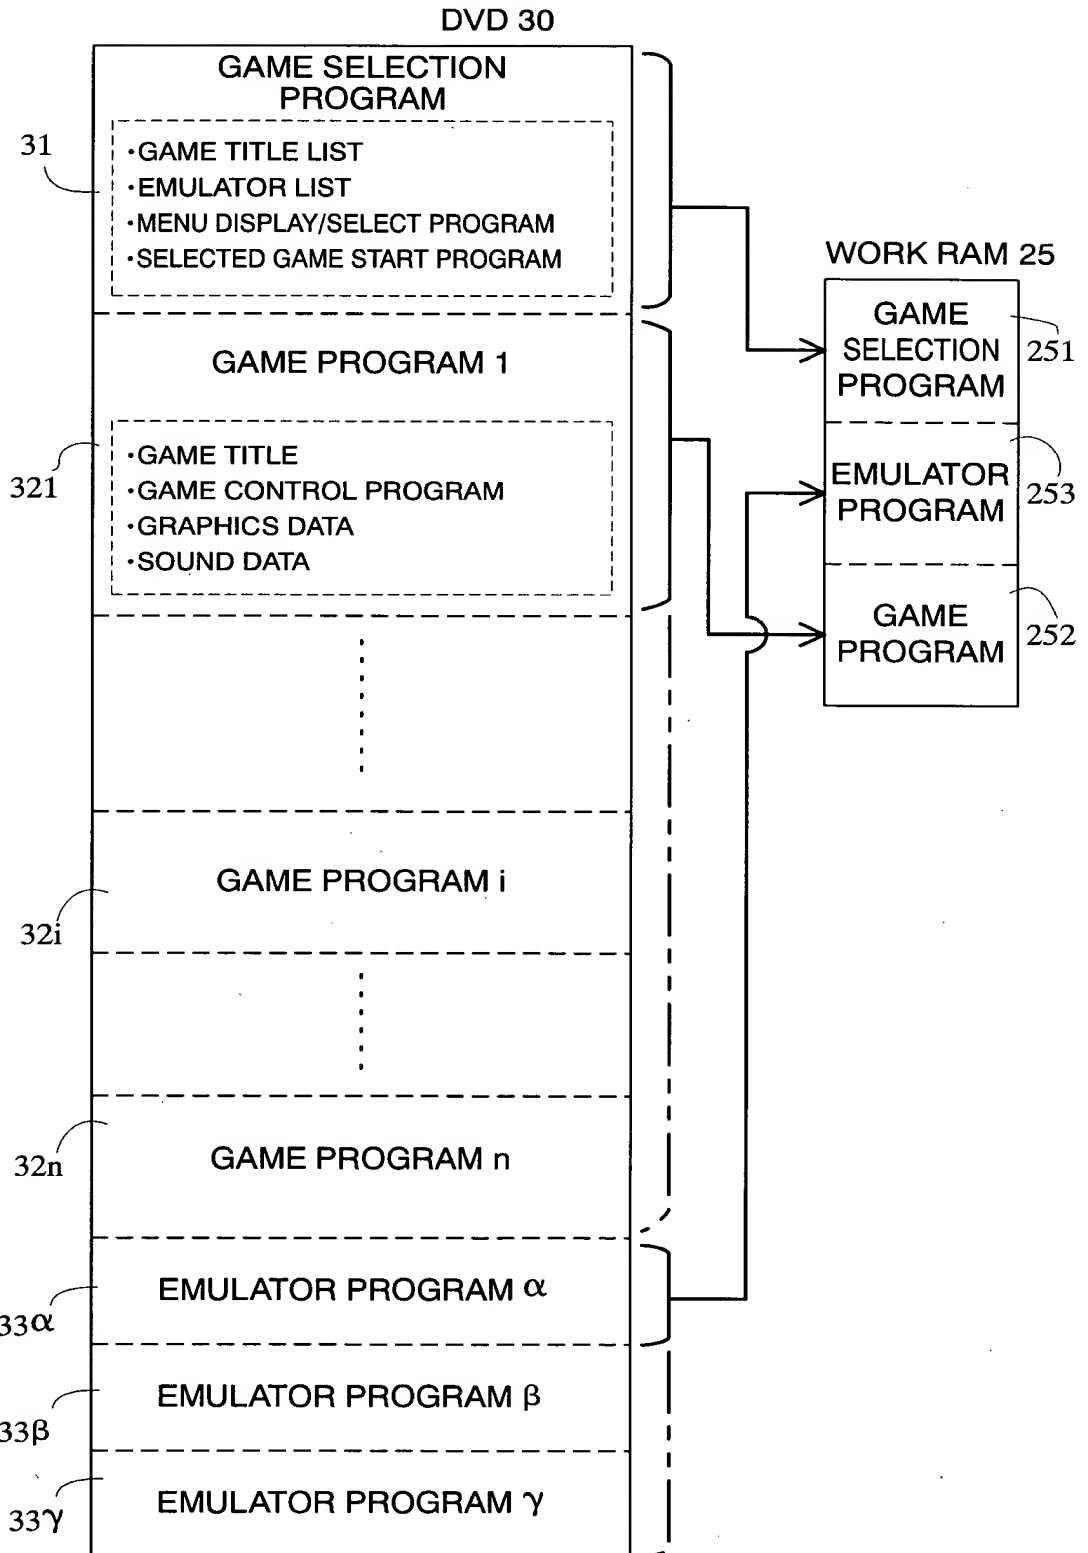 DVD 30
GAME SELECTION
PROGRAM
31
·GAME TITLE LIST
·EMULATOR LIST
·MENU DISPLAY/SELECT PROGRAM
·SELECTED GAME START PROGRAM
GAME PROGRAM 1
321
·GAME TITLE
·GAME CONTROL PROGRAM
·GRAPHICS DATA
·SOUND DATA
GAME PROGRAM i
32i
GAME PROGRAM n
32n
EMULATOR PROGRAM α
33α
EMULATOR PROGRAM β
33β
EMULATOR PROGRAM γ
33γ
WORK RAM 25
GAME
SELECTION
PROGRAM
251
EMULATOR
PROGRAM
253
GAME
PROGRAM
252